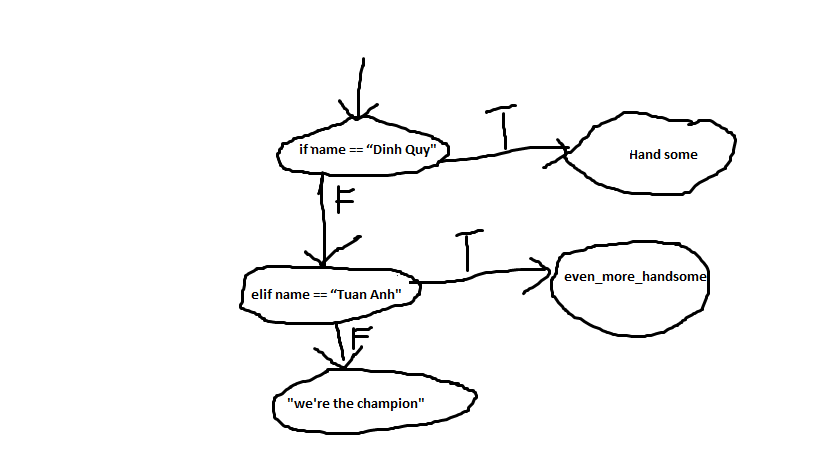 T
if name == “Dinh Quy"
Hand some
F
T
elif name == “Tuan Anh"
even_more_handsome
F
"we're the champion"